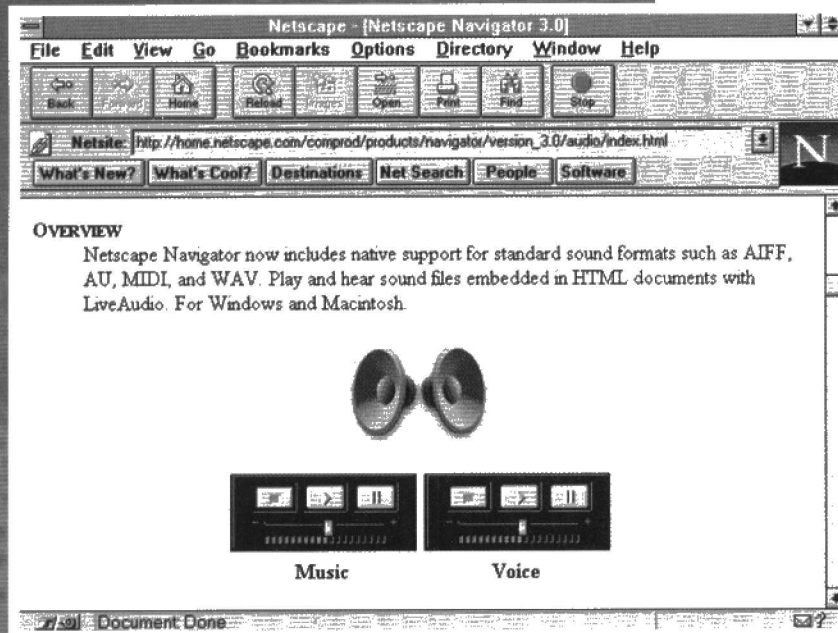 Netscape - [Netscape Navigator 3.0]
File Edit View Go Bookmarks Options Directory Window Help
Back Forward Home Reload Images Open Print Find Stop
Netsite: http://home.netscape.com/comprod/products/navigator/version_3.0/audio/index.html
N
What's New? What's Cool? Destinations Net Search People Software
OVERVIEW
Netscape Navigator now includes native support for standard sound formats such as AIFF,
AU, MIDI, and WAV. Play and hear sound files embedded in HTML documents with
LiveAudio. For Windows and Macintosh.
- + - +
Music Voice
Document Done
?